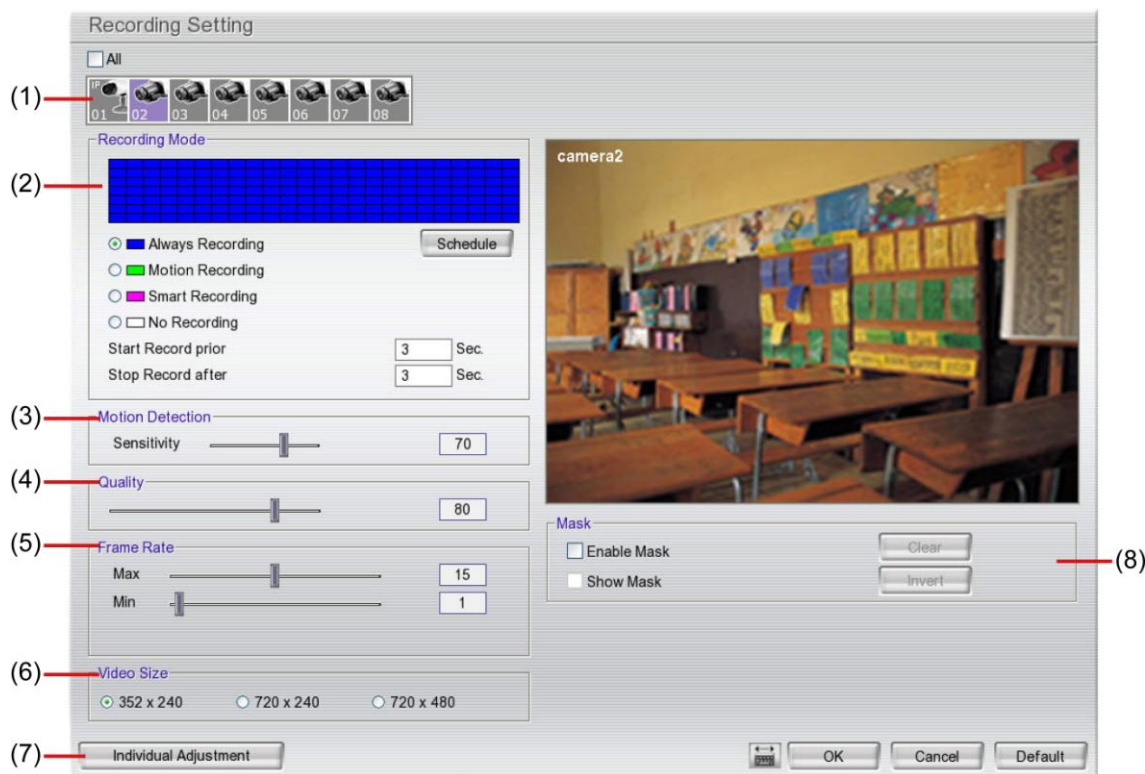 Recording Setting
All
(1)
IP 01 02 03 04 05 06 07 08
Recording Mode
(2)
Always Recording
Schedule
Motion Recording
Smart Recording
No Recording
Start Record prior 3 Sec.
Stop Record after 3 Sec.
(3) Motion Detection
Sensitivity 70
(4) Quality
80
(5) Frame Rate
Max 15
Min 1
(6) Video Size
352 x 240 720 x 240 720 x 480
(7) Individual Adjustment
camera2
Mask
Enable Mask Clear
(8)
Show Mask Invert
OK Cancel Default